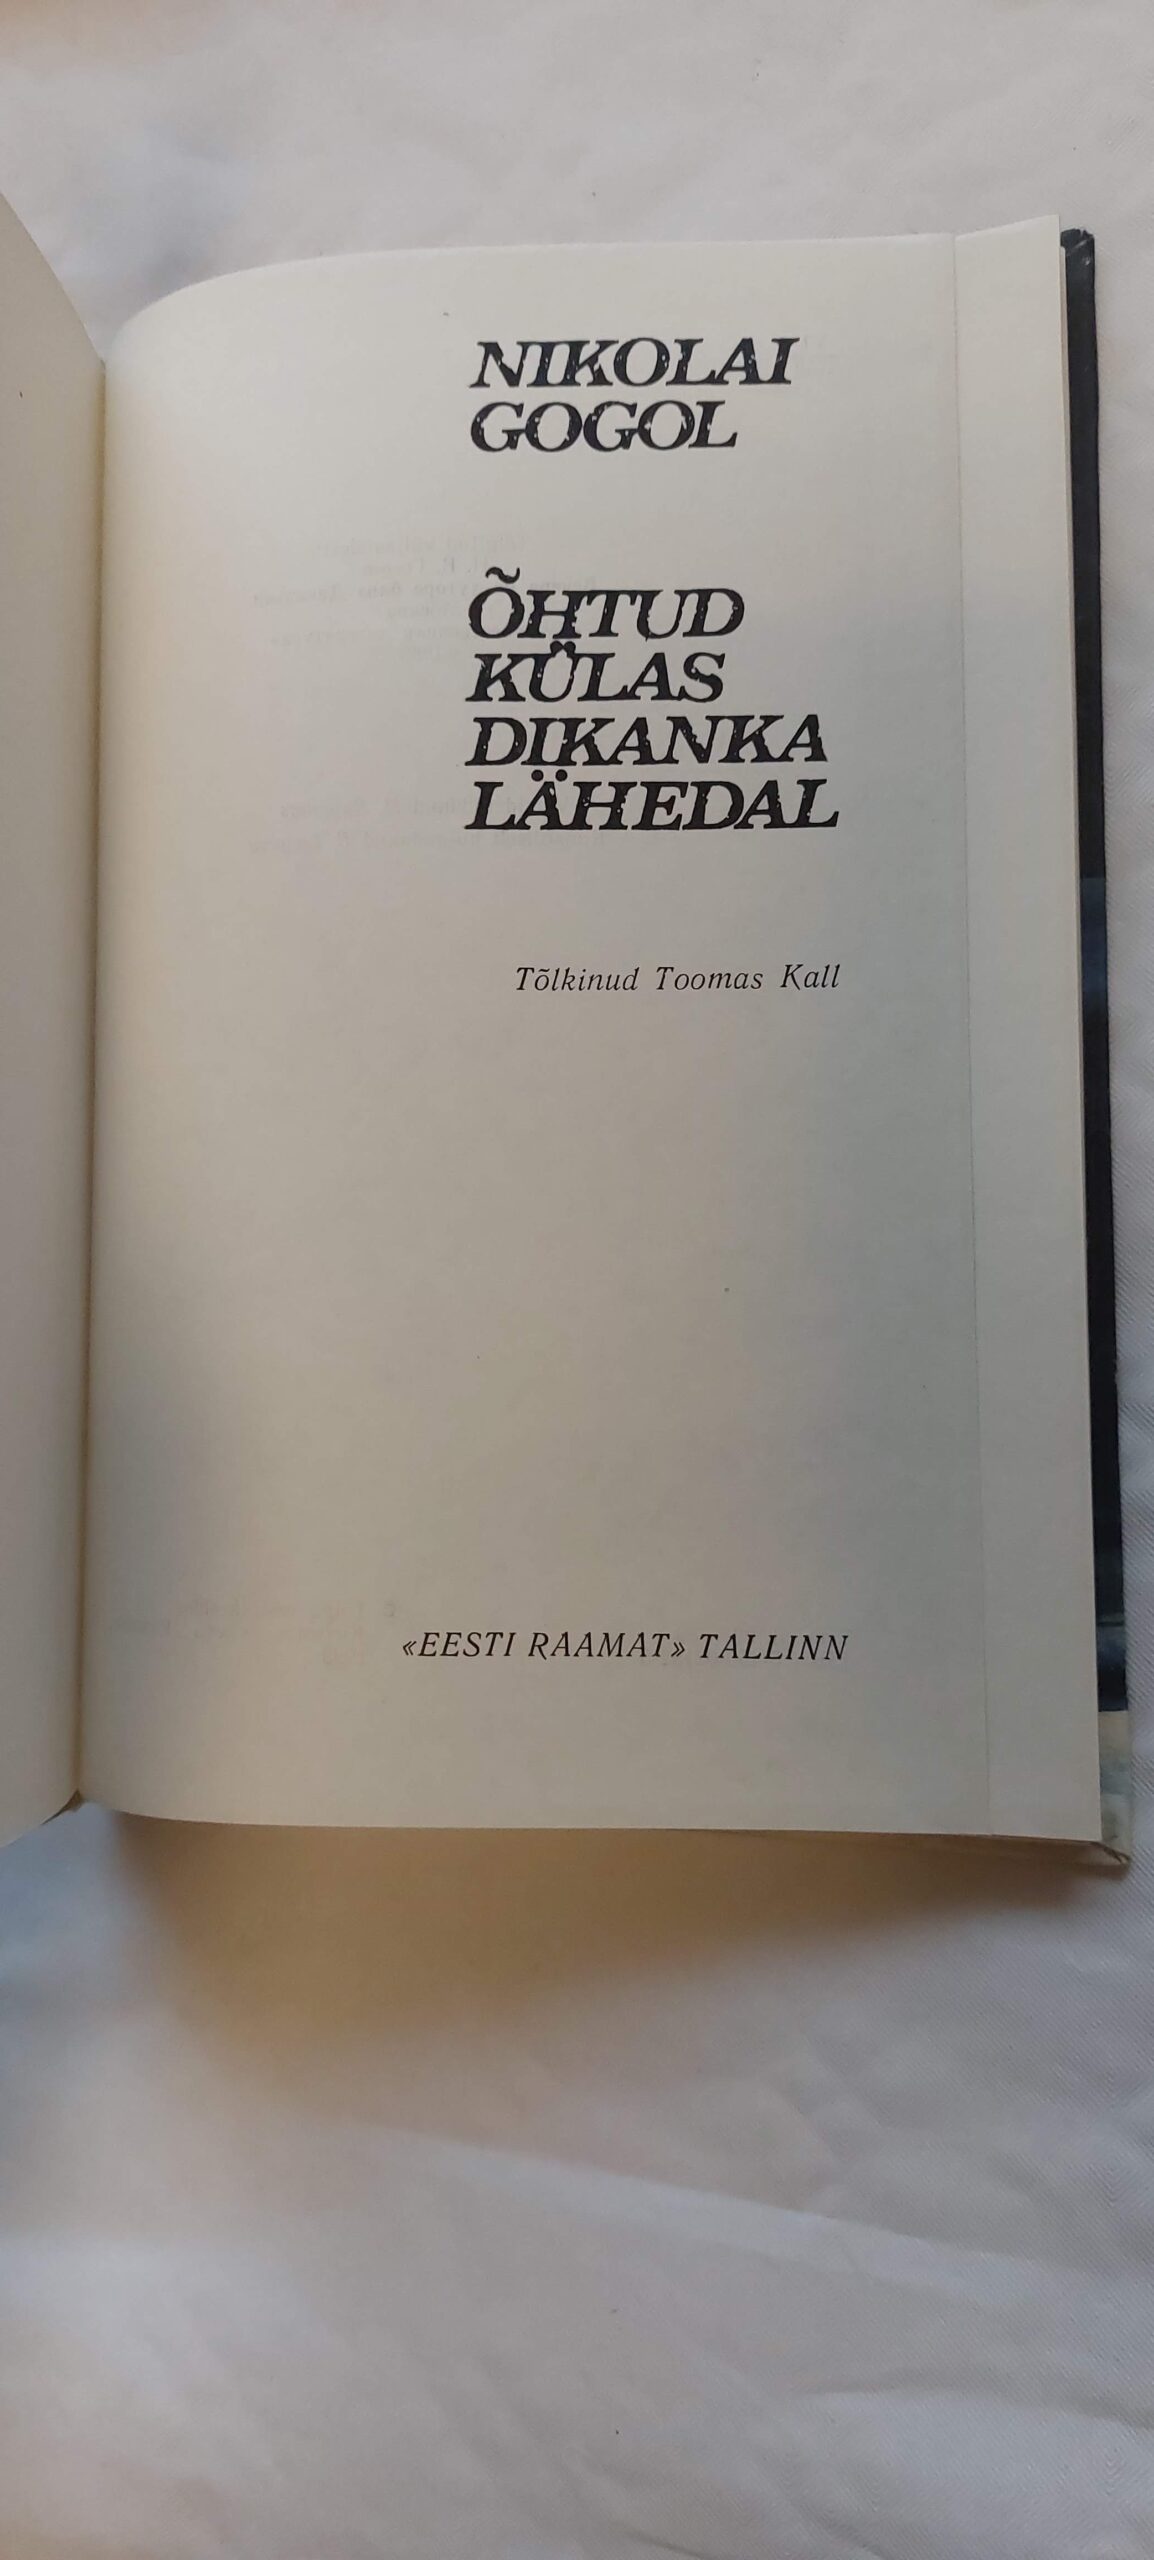 NIKOLAI
GOGOL
ÕHTUD
KÜLAS
DIKANKA
LÄHEDAL
Tõlkinud Toomas Kall
«EESTI RAAMAT» TALLINN